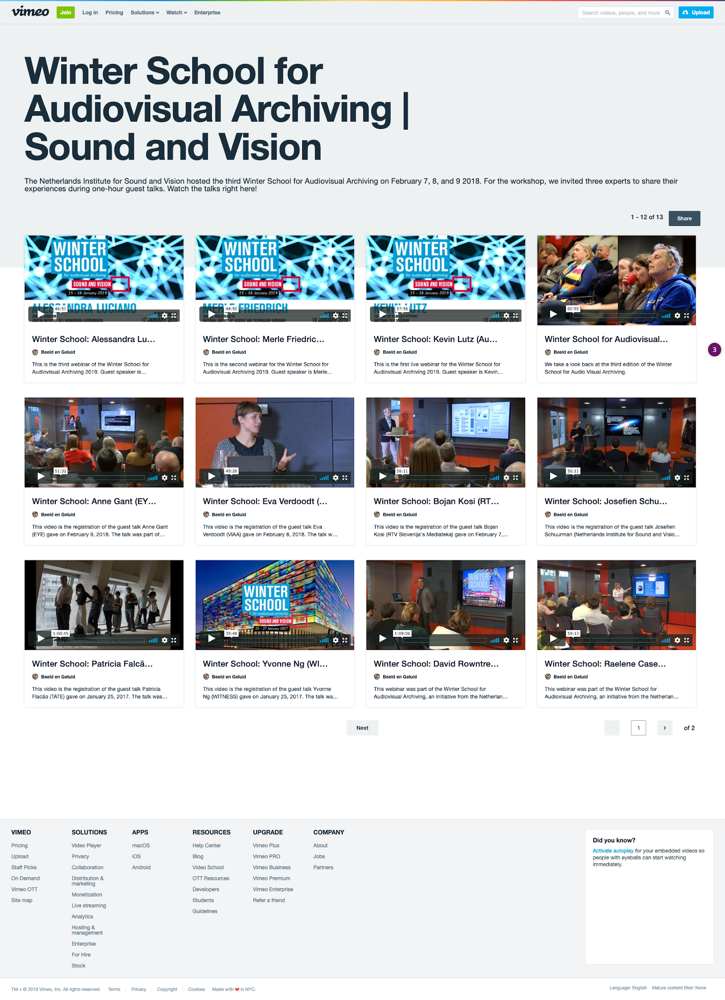 vimeo Join Log in Pricing Solutions Watch Enterprise Search videos, people, and more Upload
Winter School for
Audiovisual Archiving |
Sound and Vision
The Netherlands Institute for Sound and Vision hosted the third Winter School for Audiovisual Archiving on February 7, 8, and 9 2018. For the workshop, we invited three experts to share their
experiences during one-hour guest talks. Watch the talks right here!
1 - 12 of 13 Share
WINTER
SCHOOL
for audiovisual archiving
SOUND AND VISION
15 - 18 January 2019
ALESSANDRA LUCIANO
46:51
17 JANUARY 2019
Winter School: Alessandra Lu...
Beeld en Geluid
This is the third webinar of the Winter School for
Audiovisual Archiving 2019. Guest speaker is...
WINTER
SCHOOL
for audiovisual archiving
SOUND AND VISION
15 - 18 January 2019
MERLE FRIEDRICH
48:50
NATIONAL LIBRARY OF SCIENCE AND TECHNOLOGY GERMANY 16 JANUARY 2019
Winter School: Merle Friedric...
Beeld en Geluid
This is the second webinar for the Winter School for
Audiovisual Archiving 2019. Guest speaker is Merle...
WINTER
SCHOOL
for audiovisual archiving
SOUND AND VISION
15 - 18 January 2019
KEVIN LUTZ
57:56
AUSTRIAN FILM MUSEUM 15 JANUARY 2019
Winter School: Kevin Lutz (Au...
Beeld en Geluid
This is the first live webinar for the Winter School for
Audiovisual Archiving 2019. Guest speaker is Kevin...
00:55
Winter School for Audiovisual...
Beeld en Geluid
We take a look back at the third edition of the Winter
School for Audio Visual Archiving.
3
51:32
Winter School: Anne Gant (EY...
Beeld en Geluid
This video is the registration of the guest talk Anne Gant
(EYE) gave on February 9, 2018. The talk was part of...
49:26
Winter School: Eva Verdoodt (...
Beeld en Geluid
This video is the registration of the guest talk Eva
Verdoodt (VIAA) gave on February 8, 2018. The talk w...
56:11
Winter School: Bojan Kosi (RT...
Beeld en Geluid
This video is the registration of the guest talk Bojan
Kosi (RTV Slovenija's Mediateka) gave on February 7,...
50:11
Winter School: Josefien Schu...
Beeld en Geluid
This video is the registration of the guest talk Josefien
Schuurman (Netherlands Institute for Sound and Visio...
1:00:45
Winter School: Patricia Falcã...
Beeld en Geluid
This video is the registration of the guest talk Patricia
Flacão (TATE) gave on January 25, 2017. The talk was...
WINTER
SCHOOL
for audiovisual archiving
SOUND AND VISION
25 - 27 January 2017
39:48
Winter School: Yvonne Ng (WI...
Beeld en Geluid
This video is the registration of the guest talk Yvonne
Ng (WITNESS) gave on January 25, 2017. The talk wa...
WINTER
SCHOOL
SOUND AND VISION
1:09:06
Winter School: David Rowntre...
Beeld en Geluid
This webinar was part of the Winter School for
Audiovisual Archiving, an initiative from the Netherlan...
59:13
Winter School: Raelene Case...
Beeld en Geluid
This webinar was part of the Winter School for
Audiovisual Archiving, an initiative from the Netherlan...
Next 1 of 2
VIMEO
Pricing
Upload
Staff Picks
On Demand
Vimeo OTT
Site map
SOLUTIONS
Video Player
Privacy
Collaboration
Distribution &
marketing
Monetization
Live streaming
Analytics
Hosting &
management
Enterprise
For Hire
Stock
APPS
macOS
iOS
Android
RESOURCES
Help Center
Blog
Video School
OTT Resources
Developers
Students
Guidelines
UPGRADE
Vimeo Plus
Vimeo PRO
Vimeo Business
Vimeo Premium
Vimeo Enterprise
Refer a friend
COMPANY
About
Jobs
Partners
Did you know?
Activate autoplay for your embedded videos so
people with eyeballs can start watching
immediately.
TM + © 2019 Vimeo, Inc. All rights reserved. Terms Privacy Copyright Cookies Made with ❤ in NYC.
Language: English Mature content filter: None